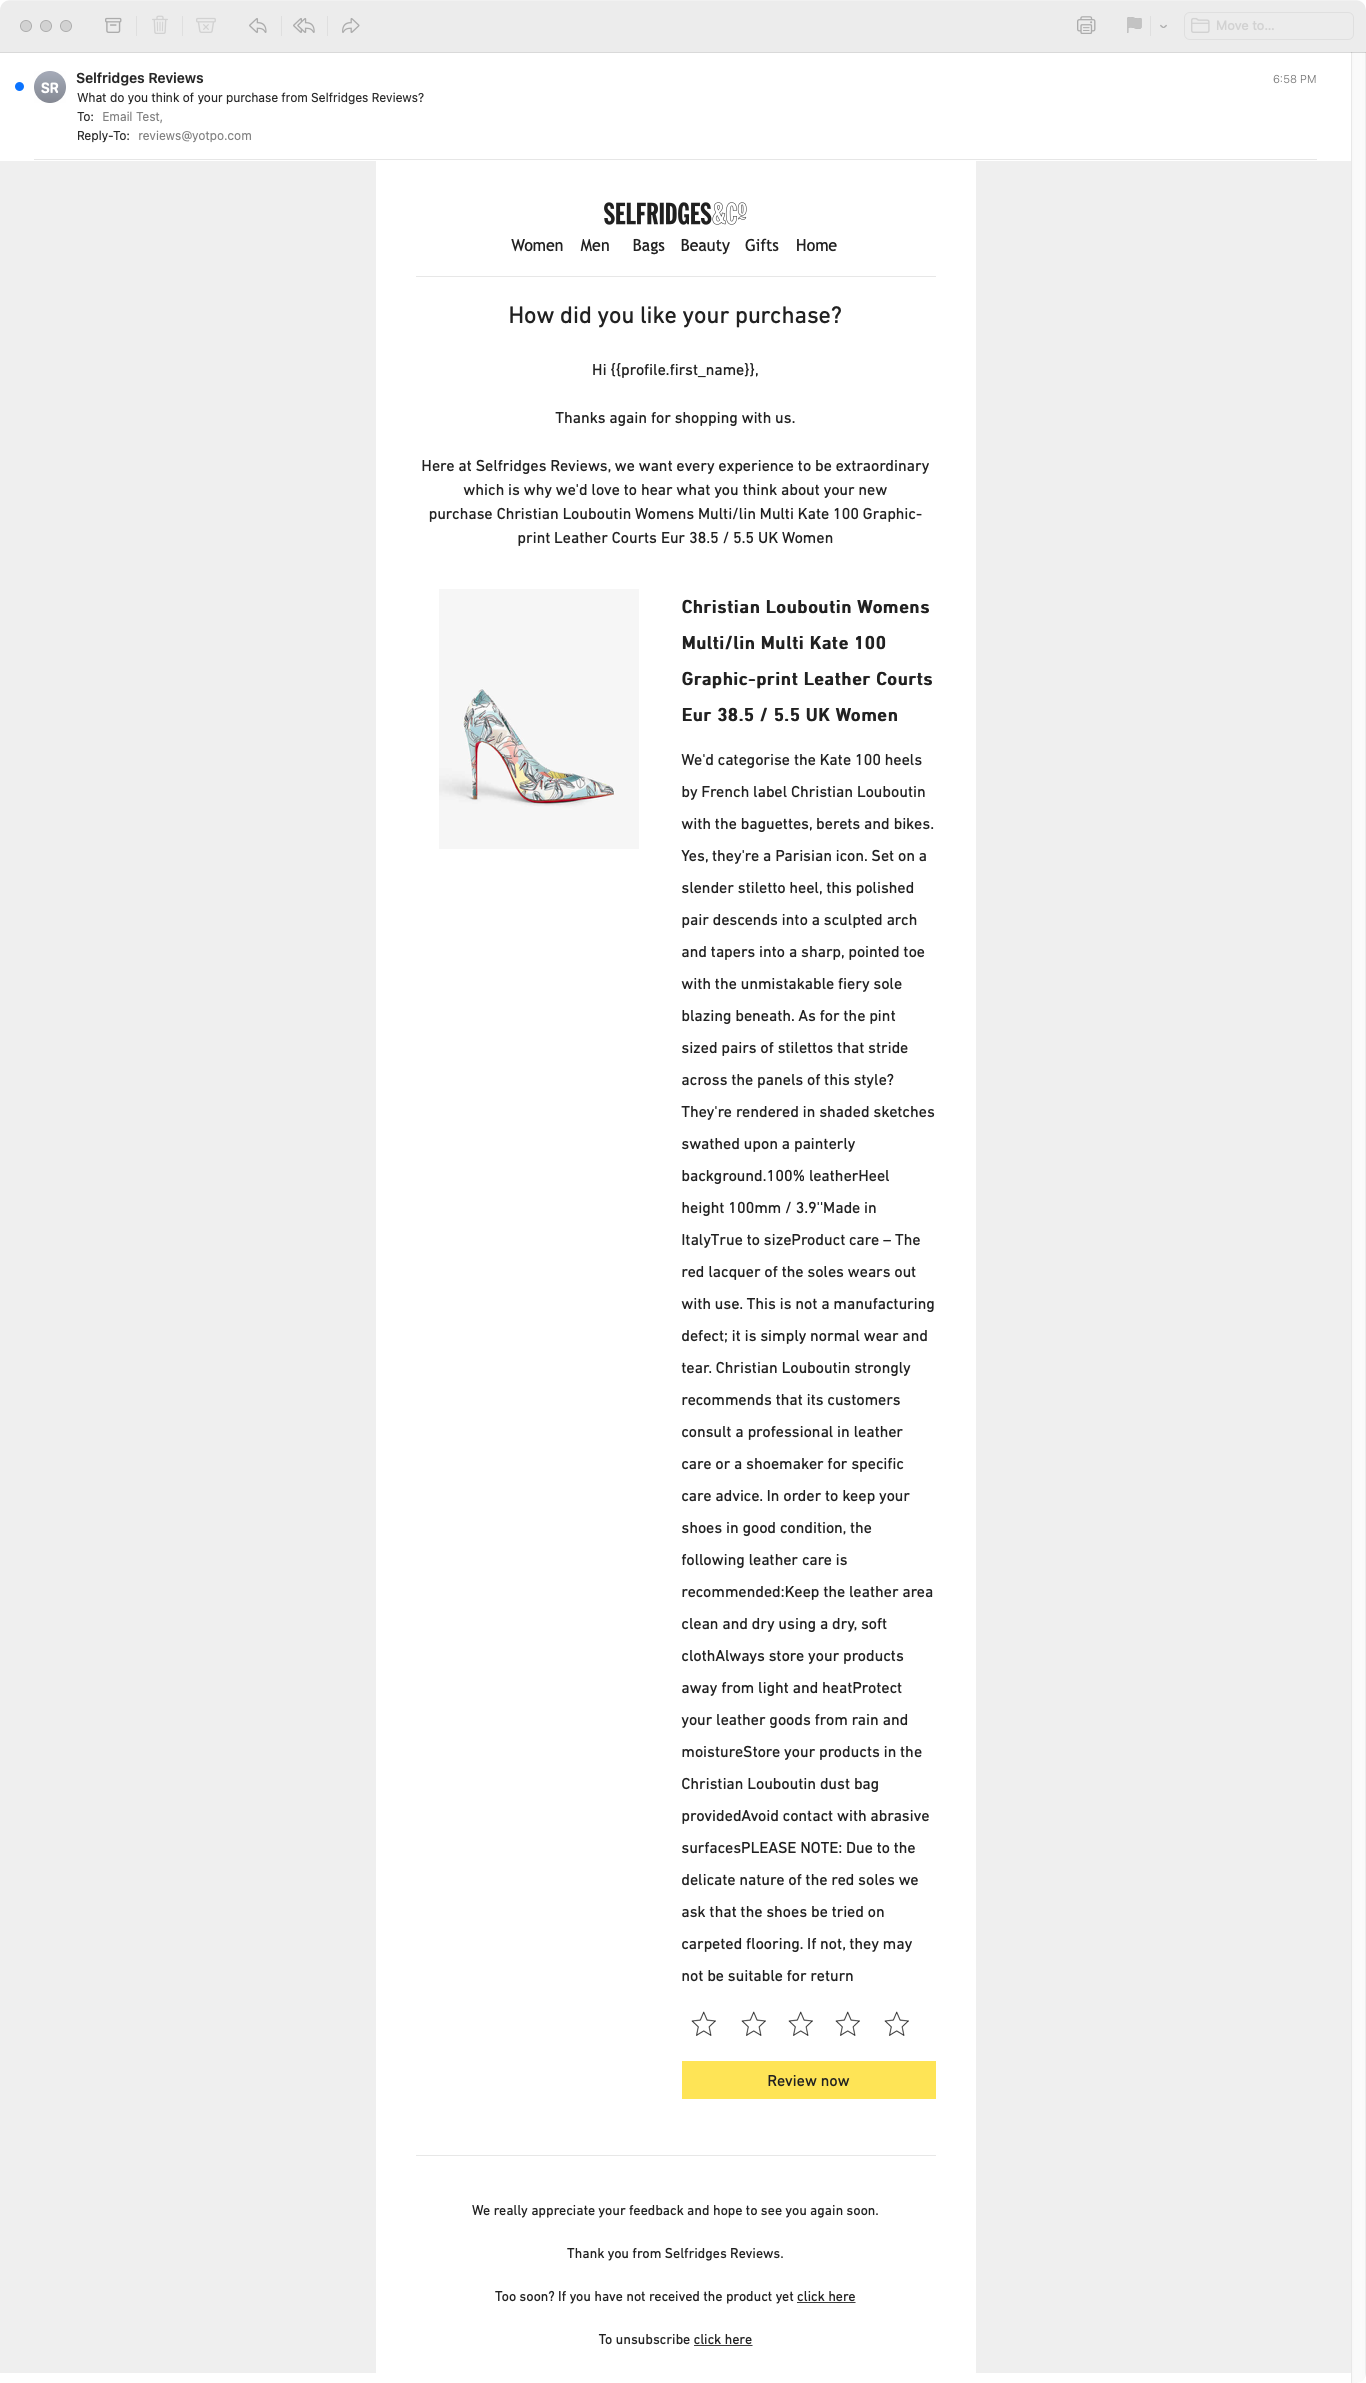 Move to...
SR
Selfridges Reviews
6:58 PM
What do you think of your purchase from Selfridges Reviews?
To: Email Test,
Reply-To: reviews@yotpo.com
SELFRIDGES&Cº
Women Men Bags Beauty Gifts Home
How did you like your purchase?
Hi {{profile.first_name}},
Thanks again for shopping with us.
Here at Selfridges Reviews, we want every experience to be extraordinary
which is why we'd love to hear what you think about your new
purchase Christian Louboutin Womens Multi/lin Multi Kate 100 Graphic-
print Leather Courts Eur 38.5 / 5.5 UK Women
Christian Louboutin Womens
Multi/lin Multi Kate 100
Graphic-print Leather Courts
Eur 38.5 / 5.5 UK Women
We'd categorise the Kate 100 heels
by French label Christian Louboutin
with the baguettes, berets and bikes.
Yes, they're a Parisian icon. Set on a
slender stiletto heel, this polished
pair descends into a sculpted arch
and tapers into a sharp, pointed toe
with the unmistakable fiery sole
blazing beneath. As for the pint
sized pairs of stilettos that stride
across the panels of this style?
They're rendered in shaded sketches
swathed upon a painterly
background.100% leatherHeel
height 100mm / 3.9''Made in
ItalyTrue to sizeProduct care – The
red lacquer of the soles wears out
with use. This is not a manufacturing
defect; it is simply normal wear and
tear. Christian Louboutin strongly
recommends that its customers
consult a professional in leather
care or a shoemaker for specific
care advice. In order to keep your
shoes in good condition, the
following leather care is
recommended:Keep the leather area
clean and dry using a dry, soft
clothAlways store your products
away from light and heatProtect
your leather goods from rain and
moistureStore your products in the
Christian Louboutin dust bag
providedAvoid contact with abrasive
surfacesPLEASE NOTE: Due to the
delicate nature of the red soles we
ask that the shoes be tried on
carpeted flooring. If not, they may
not be suitable for return
Review now
We really appreciate your feedback and hope to see you again soon.
Thank you from Selfridges Reviews.
Too soon? If you have not received the product yet click here
To unsubscribe click here